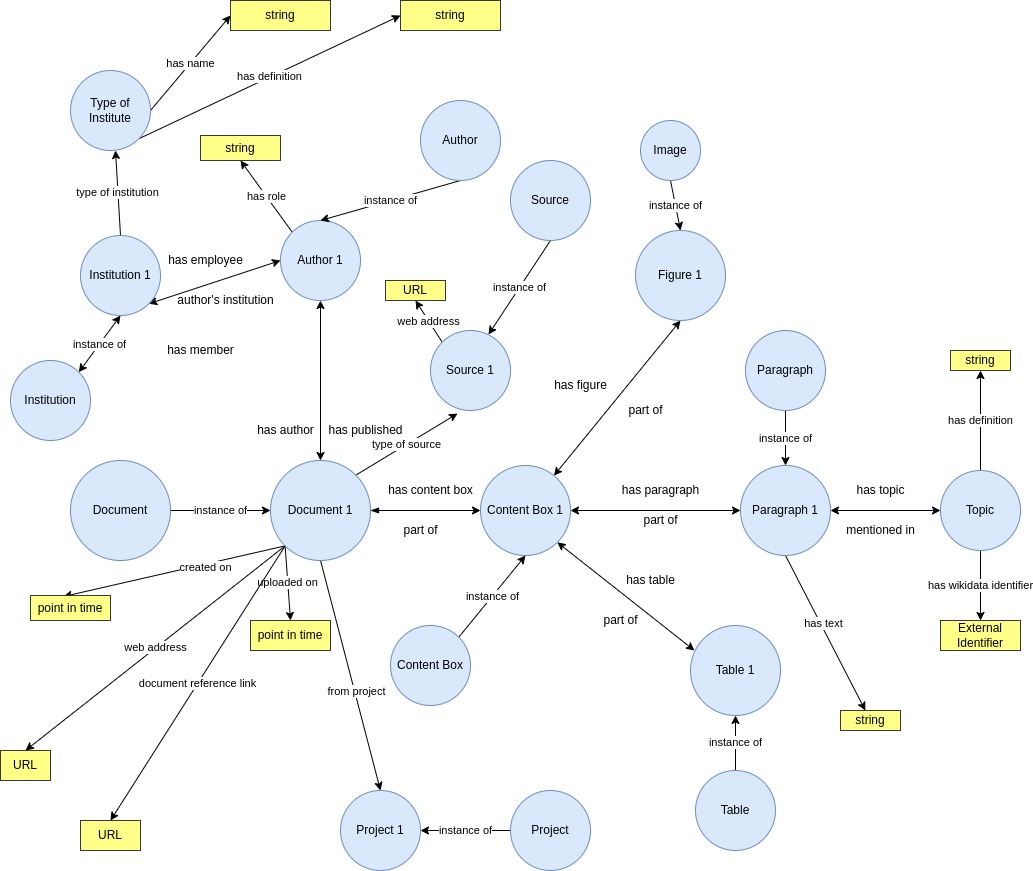 string
string
has name
has definition
Type of
Institute
string
Author
Image
type of institution
has role
instance of
Source
instance of
has employee
Author 1
Institution 1
Figure 1
URL
instance of
author's institution
web address
instance of
has member
Source 1
Paragraph
string
Institution
has figure
part of
has author
has published
type of source
instance of
has definition
Document
instance of
Document 1
has content box
part of
Content Box 1
has paragraph
part of
Paragraph 1
has topic
mentioned in
Topic
created on
uploaded on
has table
has wikidata identifier
point in time
instance of
part of
has text
point in time
External
Identifier
web address
Content Box
Table 1
document reference link
from project
string
URL
instance of
URL
Project 1
instance of
Project
Table